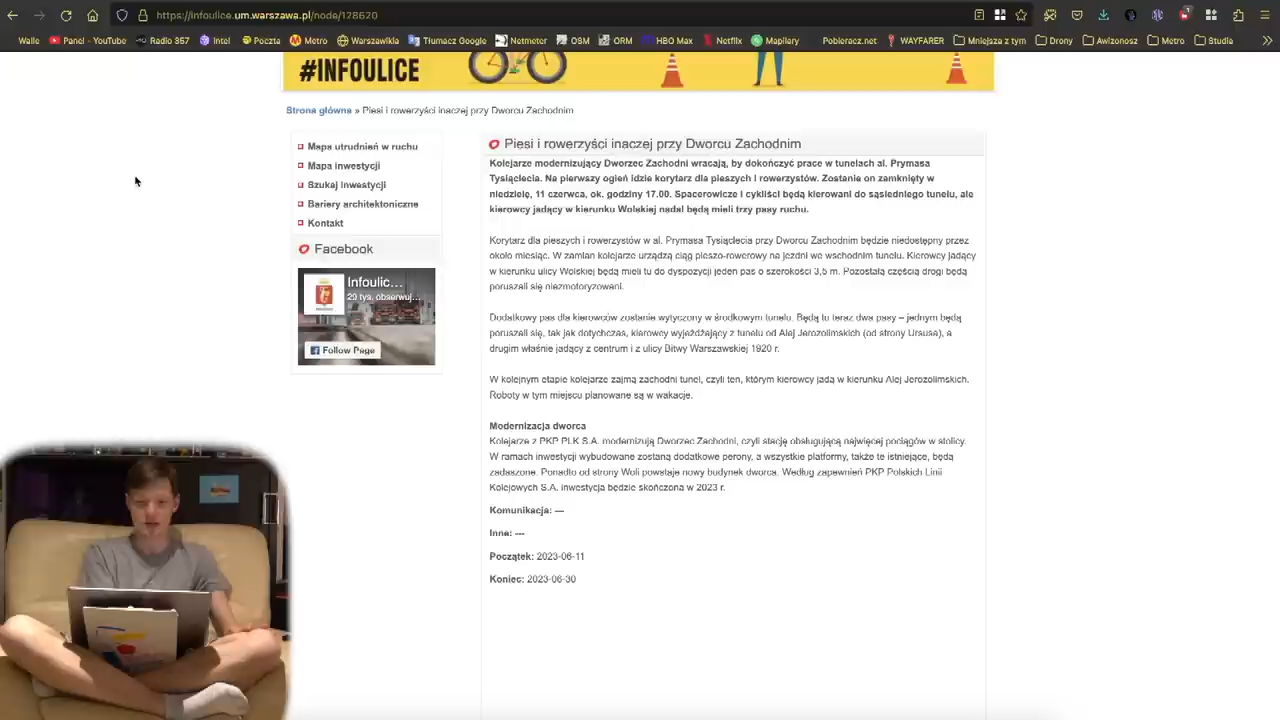 https://infoulice.um.warszawa.pl/node/128620
Walle
Panel - YouTube
Radio 357
Intel
Poczta
Metro
Warszawikia
Tłumacz Google
Netmeter
OSM
ORM
HBO Max
Netflix
Mapilary
Pobieracz.net
WAYFARER
Mniejsza z tym
Drony
Awizonosz
Metro
Studia
#INFOULICE
Strona główna » Piesi i rowerzyści inaczej przy Dworcu Zachodnim
Mapa utrudnień w ruchu
Mapa inwestycji
Szukaj inwestycji
Bariery architektoniczne
Kontakt
Facebook
Infoulic...
29 tys. obserwuj...
Follow Page
Piesi i rowerzyści inaczej przy Dworcu Zachodnim
Kolejarze modernizujący Dworzec Zachodni wracają, by dokończyć prace w tunelach al. Prymasa
Tysiąclecia. Na pierwszy ogień idzie korytarz dla pieszych i rowerzystów. Zostanie on zamknięty w
niedzielę, 11 czerwca, ok. godziny 17.00. Spacerowicze i cykliści będą kierowani do sąsiedniego tunelu, ale
kierowcy jadący w kierunku Wolskiej nadal będą mieli trzy pasy ruchu.
Korytarz dla pieszych i rowerzystów w al. Prymasa Tysiąclecia przy Dworcu Zachodnim będzie niedostępny przez
około miesiąc. W zamian kolejarze urządzą ciąg pieszo-rowerowy na jezdni we wschodnim tunelu. Kierowcy jadący
w kierunku ulicy Wolskiej będą mieli tu do dyspozycji jeden pas o szerokości 3,5 m. Pozostałą częścią drogi będą
poruszali się niezmotoryzowani.
Dodatkowy pas dla kierowców zostanie wytyczony w środkowym tunelu. Będą tu teraz dwa pasy – jednym będą
poruszali się, tak jak dotychczas, kierowcy wyjeżdżający z tunelu od Alej Jerozolimskich (od strony Ursusa), a
drugim właśnie jadący z centrum i z ulicy Bitwy Warszawskiej 1920 r.
W kolejnym etapie kolejarze zajmą zachodni tunel, czyli ten, którym kierowcy jadą w kierunku Alej Jerozolimskich.
Roboty w tym miejscu planowane są w wakacje.
Modernizacja dworca
Kolejarze z PKP PLK S.A. modernizują Dworzec Zachodni, czyli stację obsługującą najwięcej pociągów w stolicy.
W ramach inwestycji wybudowane zostaną dodatkowe perony, a wszystkie platformy, także te istniejące, będą
zadaszone. Ponadto od strony Woli powstaje nowy budynek dworca. Według zapewnień PKP Polskich Linii
Kolejowych S.A. inwestycja będzie skończona w 2023 r.
Komunikacja: ---
Inne: ---
Początek: 2023-06-11
Koniec: 2023-06-30